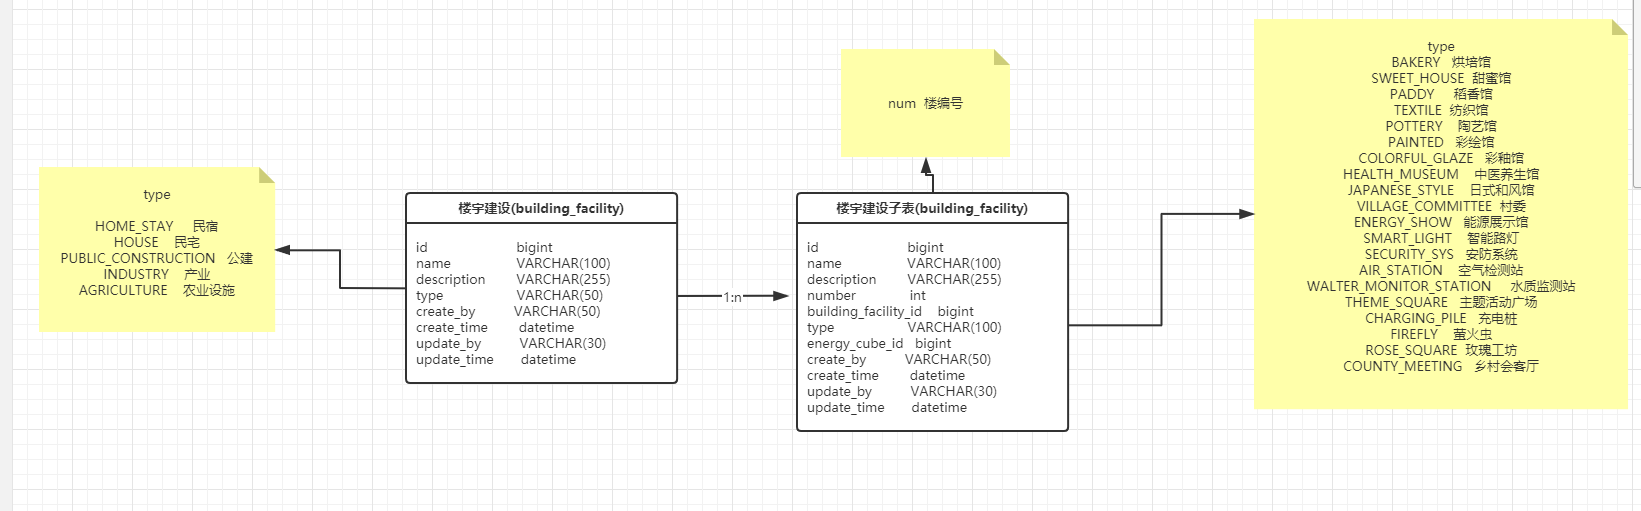 type
HOME_STAY 民宿
HOUSE 民宅
PUBLIC_CONSTRUCTION 公建
INDUSTRY 产业
AGRICULTURE 农业设施
楼宇建设(building_facility)
id bigint
name VARCHAR(100)
description VARCHAR(255)
type VARCHAR(50)
create_by VARCHAR(50)
create_time datetime
update_by VARCHAR(30)
update_time datetime
1:n
num 楼编号
楼宇建设子表(building_facility)
id bigint
name VARCHAR(100)
description VARCHAR(255)
number int
building_facility_id bigint
type VARCHAR(100)
energy_cube_id bigint
create_by VARCHAR(50)
create_time datetime
update_by VARCHAR(30)
update_time datetime
type
BAKERY 烘培馆
SWEET_HOUSE 甜蜜馆
PADDY 稻香馆
TEXTILE 纺织馆
POTTERY 陶艺馆
PAINTED 彩绘馆
COLORFUL_GLAZE 彩釉馆
HEALTH_MUSEUM 中医养生馆
JAPANESE_STYLE 日式和风馆
VILLAGE_COMMITTEE 村委
ENERGY_SHOW 能源展示馆
SMART_LIGHT 智能路灯
SECURITY_SYS 安防系统
AIR_STATION 空气检测站
WALTER_MONITOR_STATION 水质监测站
THEME_SQUARE 主题活动广场
CHARGING_PILE 充电桩
FIREFLY 萤火虫
ROSE_SQUARE 玫瑰工坊
COUNTY_MEETING 乡村会客厅